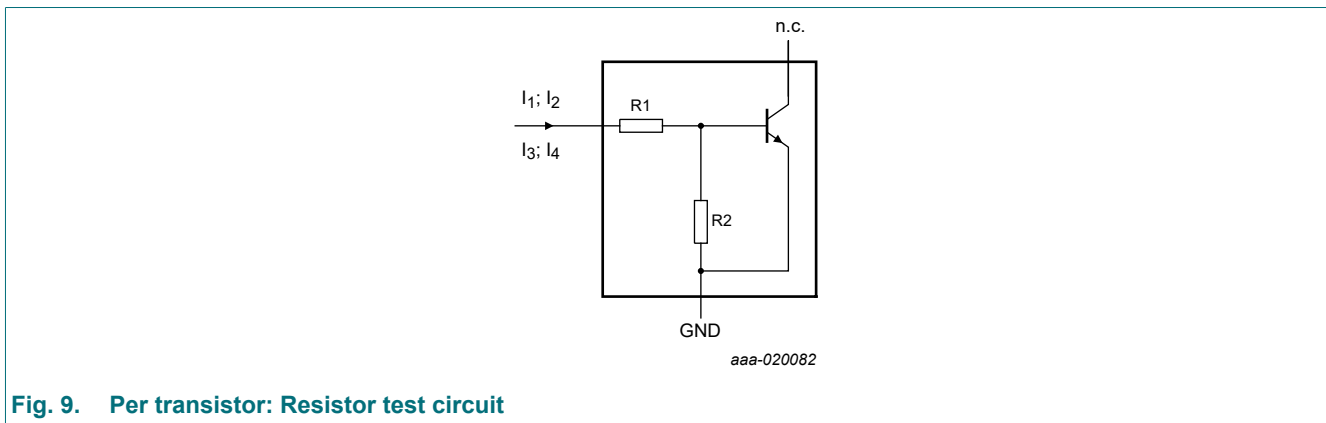 n.c.
I1; I2
R1
I3; I4
R2
GND
aaa-020082
Fig. 9. Per transistor: Resistor test circuit